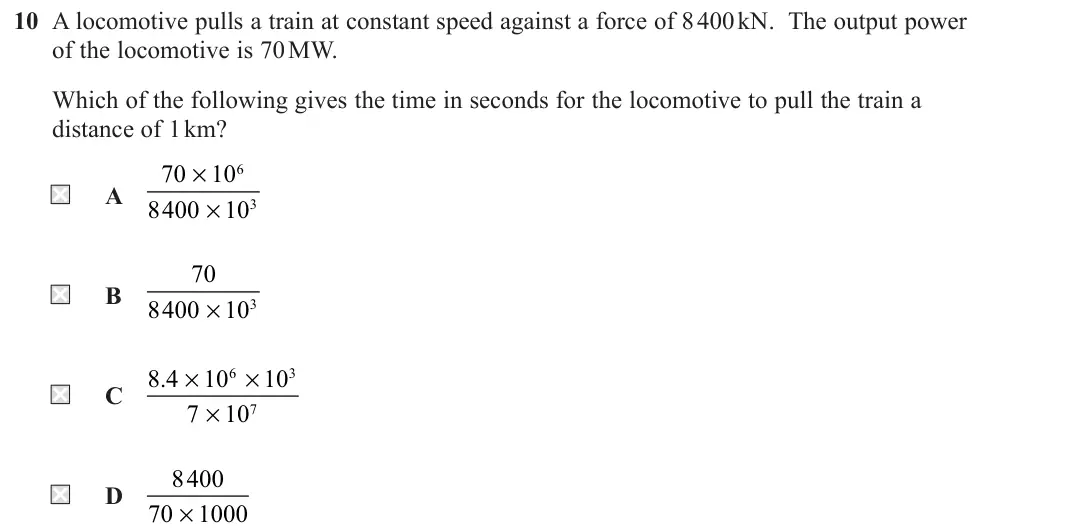 10 A locomotive pulls a train at constant speed against a force of 8 400 kN. The output power
of the locomotive is 70 MW.
Which of the following gives the time in seconds for the locomotive to pull the train a
distance of 1 km?
A
70 × 10⁶
8400 × 10³
B
70
8400 × 10³
C
8.4 × 10⁶ × 10³
7 × 10⁷
D
8400
70 × 1000